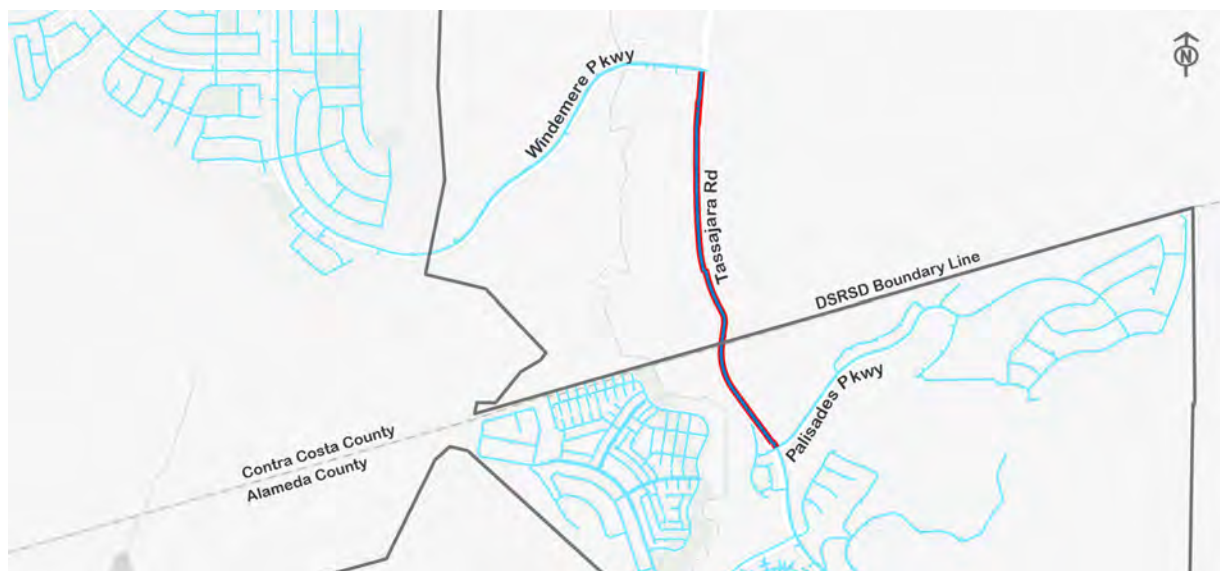 Windemere Pkwy
N
Tassajara Rd
DSRSD Boundary Line
Palisades Pkwy
Contra Costa County
Alameda County